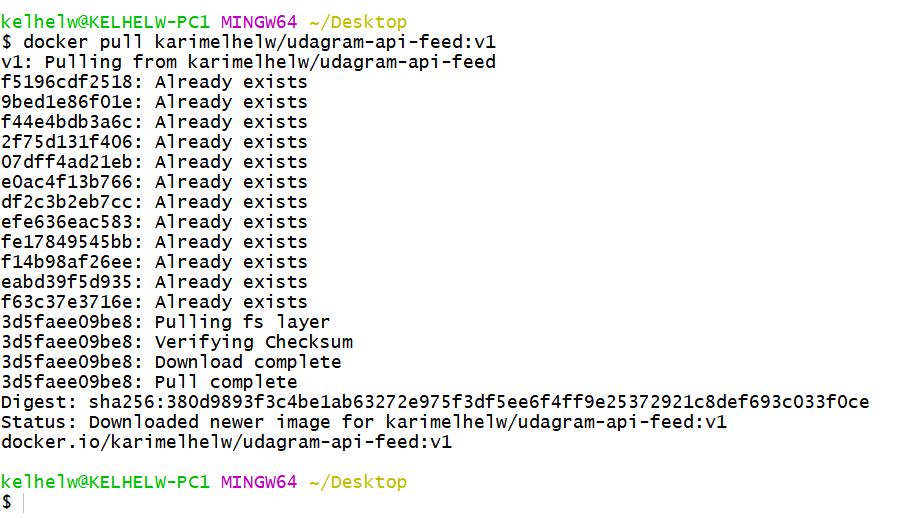 kelhelw@KELHELW-PC1 MINGW64 ~/Desktop
$ docker pull karimelhelw/udagram-api-feed:v1
v1: Pulling from karimelhelw/udagram-api-feed
f5196cdf2518: Already exists
9bed1e86f01e: Already exists
f44e4bdb3a6c: Already exists
2f75d131f406: Already exists
07dff4ad21eb: Already exists
e0ac4f13b766: Already exists
df2c3b2eb7cc: Already exists
efe636eac583: Already exists
fe17849545bb: Already exists
f14b98af26ee: Already exists
eabd39f5d935: Already exists
f63c37e3716e: Already exists
3d5faee09be8: Pulling fs layer
3d5faee09be8: Verifying Checksum
3d5faee09be8: Download complete
3d5faee09be8: Pull complete
Digest: sha256:380d9893f3c4be1ab63272e975f3df5ee6f4ff9e25372921c8def693c033f0ce
Status: Downloaded newer image for karimelhelw/udagram-api-feed:v1
docker.io/karimelhelw/udagram-api-feed:v1
kelhelw@KELHELW-PC1 MINGW64 ~/Desktop
$